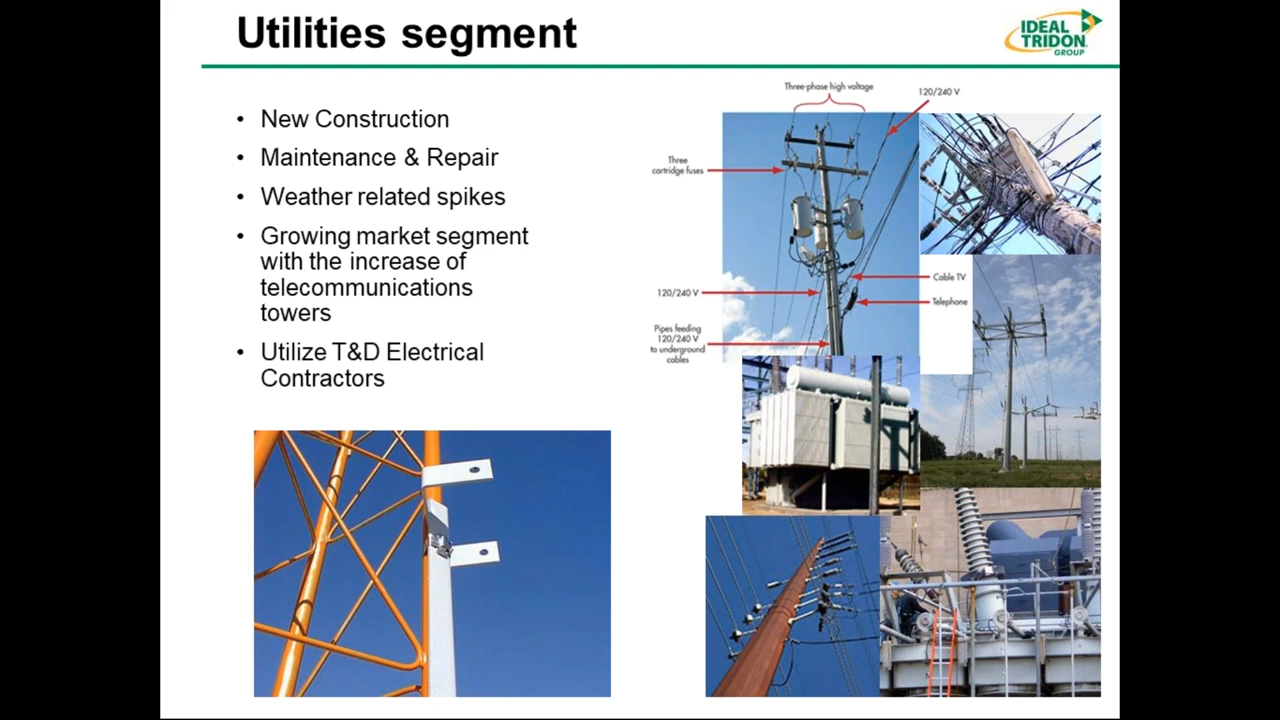 Utilities segment
IDEAL
TRIDON
GROUP
• New Construction
• Maintenance & Repair
• Weather related spikes
• Growing market segment
with the increase of
telecommunications
towers
• Utilize T&D Electrical
Contractors
Three-phase high voltage
120/240 V
Three
cartridge fuses
Cable TV
120/240 V
Telephone
Pipes feeding
120/240 V
to underground
cables